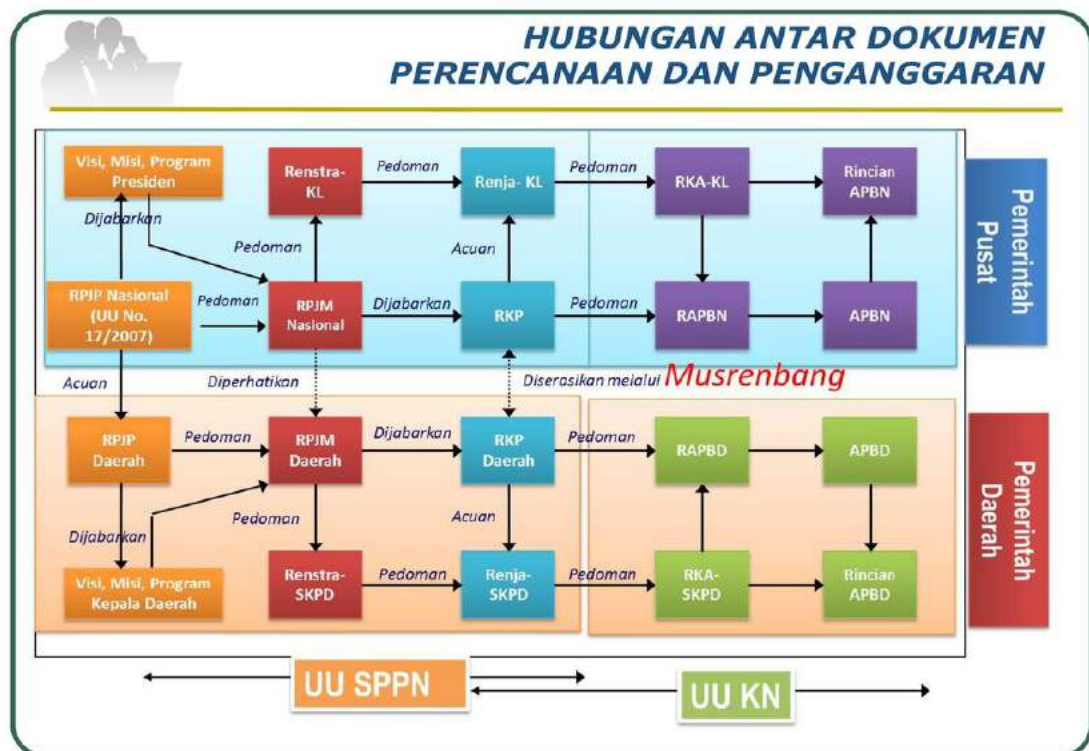 HUBUNGAN ANTAR DOKUMEN
PERENCANAAN DAN PENGANGGARAN
Visi, Misi, Program
Presiden
Renstra-
KL
Pedoman
Renja- KL
Pedoman
RKA-KL
Rincian
APBN
Dijabarkan
Pedoman
Acuan
RPJP Nasional
(UU No.
17/2007)
Pedoman
RPJM
Nasional
Dijabarkan
RKP
Pedoman
RAPBN
APBN
Pemerintah
Pusat
Acuan
Diperhatikan
Diserasikan melalui Musrenbang
RPJP
Daerah
Pedoman
RPJM
Daerah
Dijabarkan
RKP
Daerah
Pedoman
RAPBD
APBD
Dijabarkan
Pedoman
Acuan
Visi, Misi, Program
Kepala Daerah
Renstra-
SKPD
Pedoman
Renja-
SKPD
Pedoman
RKA-
SKPD
Rincian
APBD
Pemerintah
Daerah
UU SPPN
UU KN